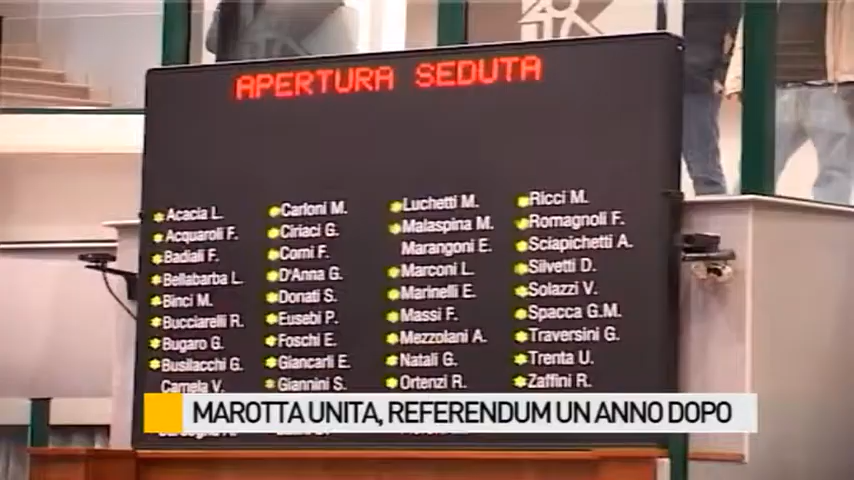 APERTURA SEDUTA
Acacia L.
Acquaroli F.
Badiali F.
Bellabarba L.
Binci M.
Bucciarelli R.
Bugaro G.
Busilacchi G.
Camela V.
Carloni M.
Ciriaci G.
Comi F.
D'Anna G.
Donati S.
Eusebi P.
Foschi E.
Giancarli E.
Giannini S.
Luchetti M.
Malaspina M.
Marangoni E.
Marconi L.
Marinelli E.
Massi F.
Mezzolani A.
Natali G.
Ortenzi R.
Ricci M.
Romagnoli F.
Sciapichetti A.
Silvetti D.
Solazzi V.
Spacca G.M.
Traversini G.
Trenta U.
Zaffini R.
MAROTTA UNITA, REFERENDUM UN ANNO DOPO